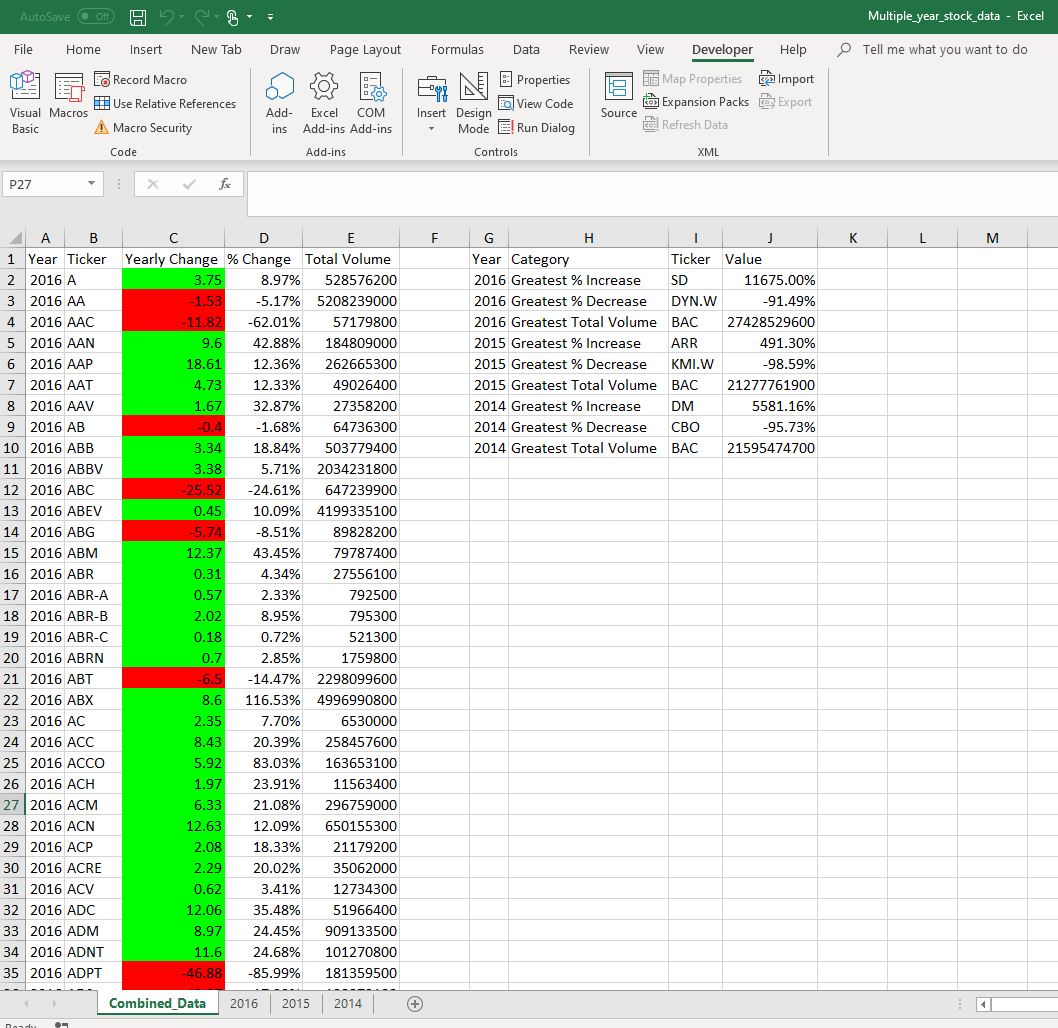 AutoSave Off Multiple_year_stock_data - Excel
File Home Insert New Tab Draw Page Layout Formulas Data Review View Developer Help Tell me what you want to do
Visual Basic
Macros
Record Macro
Use Relative References
Macro Security
Code
Add-ins
Excel Add-ins
COM Add-ins
Add-ins
Insert
Design Mode
Properties
View Code
Run Dialog
Controls
Source
Map Properties
Expansion Packs
Refresh Data
Import
Export
XML
P27 fx
A B C D E F G H I J K L M
1 Year Ticker Yearly Change % Change Total Volume Year Category Ticker Value
2 2016 A 3.75 8.97% 528576200 2016 Greatest % Increase SD 11675.00%
3 2016 AA -1.53 -5.17% 5208239000 2016 Greatest % Decrease DYN.W -91.49%
4 2016 AAC -11.82 -62.01% 57179800 2016 Greatest Total Volume BAC 27428529600
5 2016 AAN 9.6 42.88% 184809000 2015 Greatest % Increase ARR 491.30%
6 2016 AAP 18.61 12.36% 262665300 2015 Greatest % Decrease KMI.W -98.59%
7 2016 AAT 4.73 12.33% 49026400 2015 Greatest Total Volume BAC 21277761900
8 2016 AAV 1.67 32.87% 27358200 2014 Greatest % Increase DM 5581.16%
9 2016 AB -0.4 -1.68% 64736300 2014 Greatest % Decrease CBO -95.73%
10 2016 ABB 3.34 18.84% 503779400 2014 Greatest Total Volume BAC 21595474700
11 2016 ABBV 3.38 5.71% 2034231800
12 2016 ABC -25.52 -24.61% 647239900
13 2016 ABEV 0.45 10.09% 4199335100
14 2016 ABG -5.74 -8.51% 89828200
15 2016 ABM 12.37 43.45% 79787400
16 2016 ABR 0.31 4.34% 27556100
17 2016 ABR-A 0.57 2.33% 792500
18 2016 ABR-B 2.02 8.95% 795300
19 2016 ABR-C 0.18 0.72% 521300
20 2016 ABRN 0.7 2.85% 1759800
21 2016 ABT -6.5 -14.47% 2298099600
22 2016 ABX 8.6 116.53% 4996990800
23 2016 AC 2.35 7.70% 6530000
24 2016 ACC 8.43 20.39% 258457600
25 2016 ACCO 5.92 83.03% 163653100
26 2016 ACH 1.97 23.91% 11563400
27 2016 ACM 6.33 21.08% 296759000
28 2016 ACN 12.63 12.09% 650155300
29 2016 ACP 2.08 18.33% 21179200
30 2016 ACRE 2.29 20.02% 35062000
31 2016 ACV 0.62 3.41% 12734300
32 2016 ADC 12.06 35.48% 51966400
33 2016 ADM 8.97 24.45% 909133500
34 2016 ADNT 11.6 24.68% 101270800
35 2016 ADPT -46.88 -85.99% 181359500
Combined_Data 2016 2015 2014
Ready